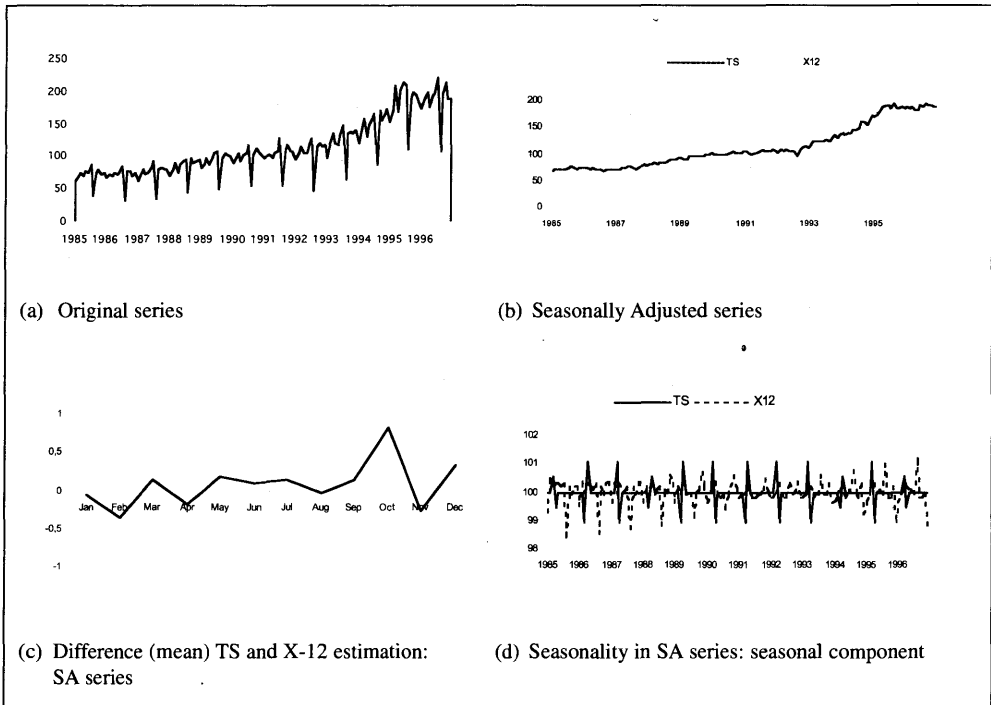 250
200
150
100
50
0
1985 1986 1987 1988 1989 1990 1991 1992 1993 1994 1995 1996
(a) Original series
TS X12
200
150
100
50
0
1985 1987 1989 1991 1993 1995
(b) Seasonally Adjusted series
1
0,5
0
-0,5
-1
Jan Feb Mar Apr May Jun Jul Aug Sep Oct Nov Dec
(c) Difference (mean) TS and X-12 estimation:
SA series
TS X12
102
101
100
99
98
1985 1986 1987 1988 1989 1990 1991 1992 1993 1994 1995 1996
(d) Seasonality in SA series: seasonal component